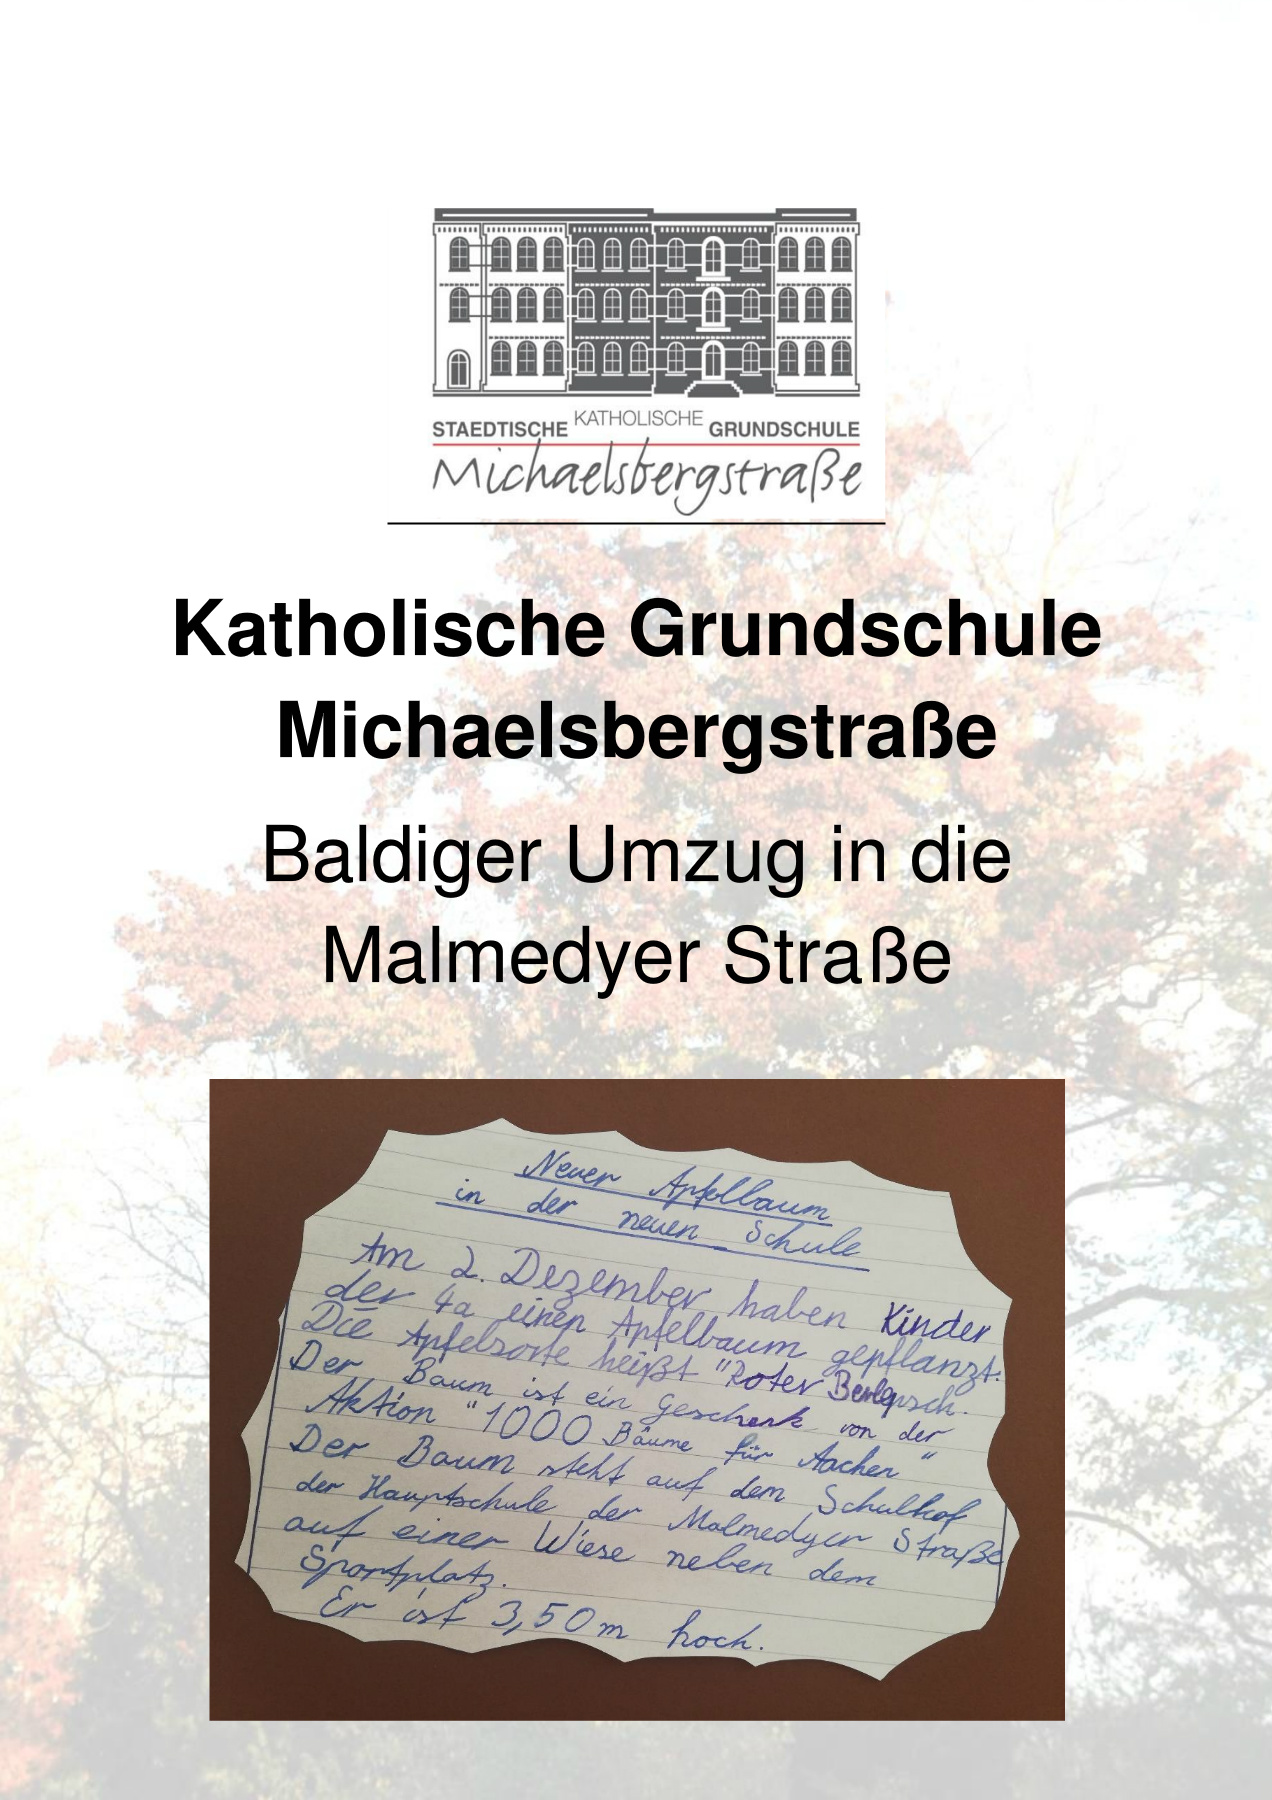 STAEDTISCHE KATHOLISCHE GRUNDSCHULE
Michaelsbergstraße
Katholische Grundschule
Michaelsbergstraße
Baldiger Umzug in die
Malmedyer Straße
Neuer Apfelbaum
in der neuen Schule
Am 2. Dezember haben Kinder
der 4a einen Apfelbaum gepflanzt.
Die Apfelsorte heißt "Roter Berlepsch.
Der Baum ist ein Geschenk von der
Aktion "1000 Bäume für Aachen"
Der Baum steht auf dem Schulhof
der Hauptschule der Malmedyer Straße
auf einer Wiese neben dem
Sportplatz.
Er ist 3,50m hoch.